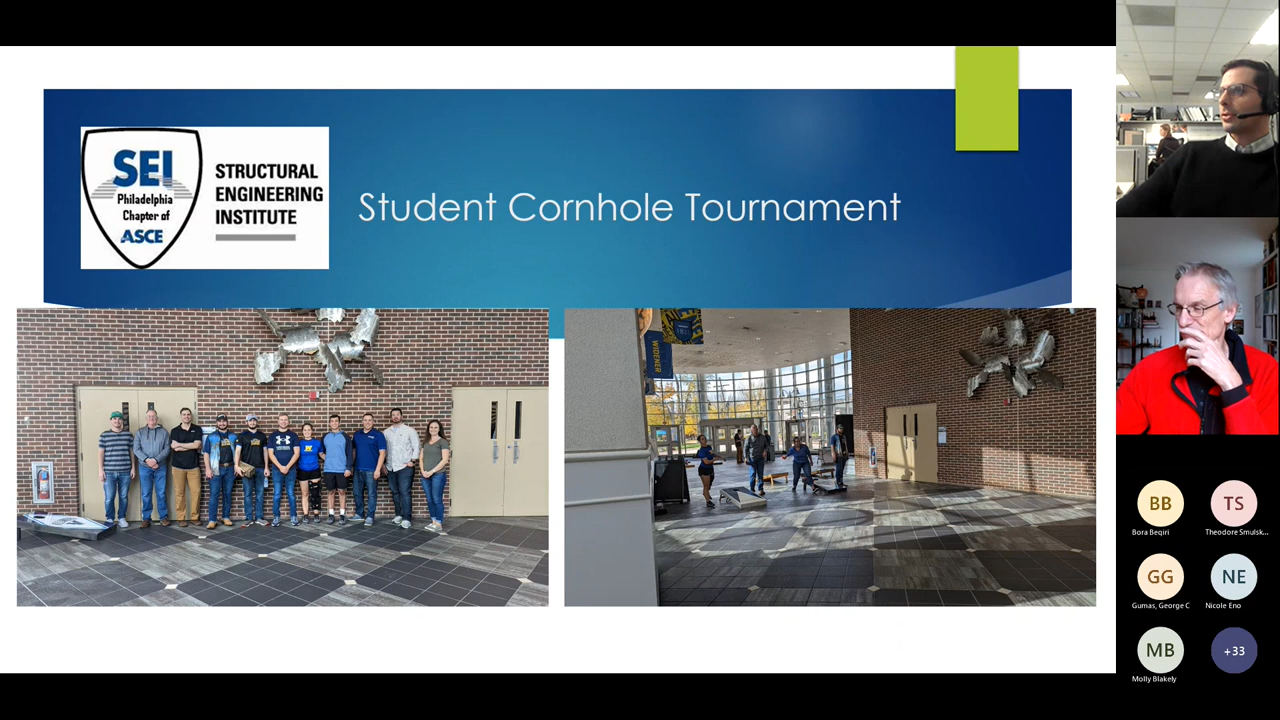 SEI
Philadelphia
Chapter of
ASCE
STRUCTURAL
ENGINEERING
INSTITUTE
Student Cornhole Tournament
WIDENER
BB
TS
Bora Beqiri
Theodore Smulsk...
GG
NE
Gumas, George C
Nicole Eno
MB
+33
Molly Blakely